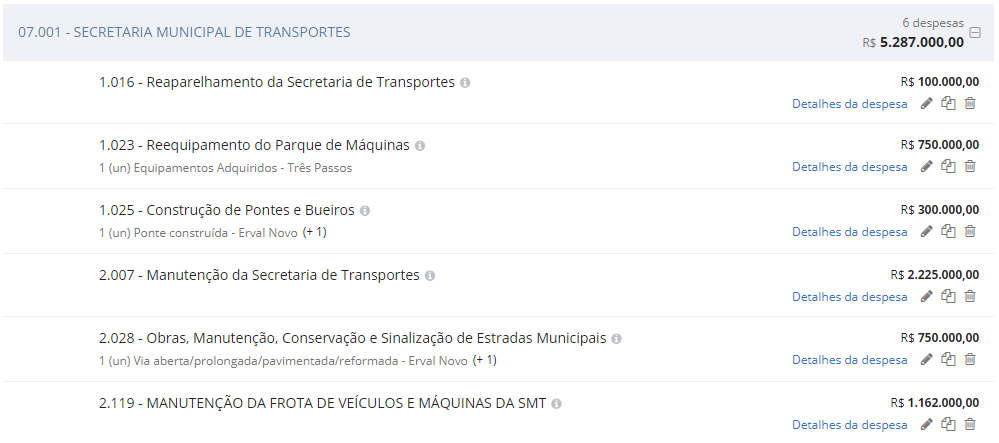 07.001 - SECRETARIA MUNICIPAL DE TRANSPORTES
6 despesas
R$ 5.287.000,00
1.016 - Reaparelhamento da Secretaria de Transportes
R$ 100.000,00
Detalhes da despesa
1.023 - Reequipamento do Parque de Máquinas
R$ 750.000,00
1 (un) Equipamentos Adquiridos - Três Passos
Detalhes da despesa
1.025 - Construção de Pontes e Bueiros
R$ 300.000,00
1 (un) Ponte construída - Erval Novo (+ 1)
Detalhes da despesa
2.007 - Manutenção da Secretaria de Transportes
R$ 2.225.000,00
Detalhes da despesa
2.028 - Obras, Manutenção, Conservação e Sinalização de Estradas Municipais
R$ 750.000,00
1 (un) Via aberta/prolongada/pavimentada/reformada - Erval Novo (+ 1)
Detalhes da despesa
2.119 - MANUTENÇÃO DA FROTA DE VEÍCULOS E MÁQUINAS DA SMT
R$ 1.162.000,00
Detalhes da despesa